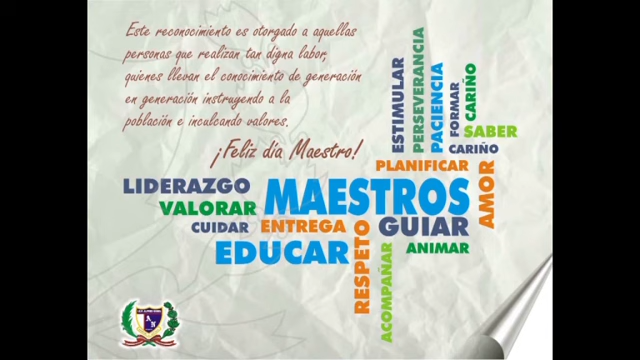 Este reconocimiento es otorgado a aquellas
personas que realizan tan digna labor,
quienes llevan el conocimiento de generación
en generación instruyendo a la
población e inculcando valores.
¡Feliz día Maestro!
ESTIMULAR
PERSEVERANCIA
PACIENCIA
FORMAR
CARIÑO
SABER
CARIÑO
PLANIFICAR
AMOR
LIDERAZGO
MAESTROS
VALORAR
CUIDAR
ENTREGA
GUIAR
EDUCAR
RESPETO
ACOMPAÑAR
ANIMAR
A N